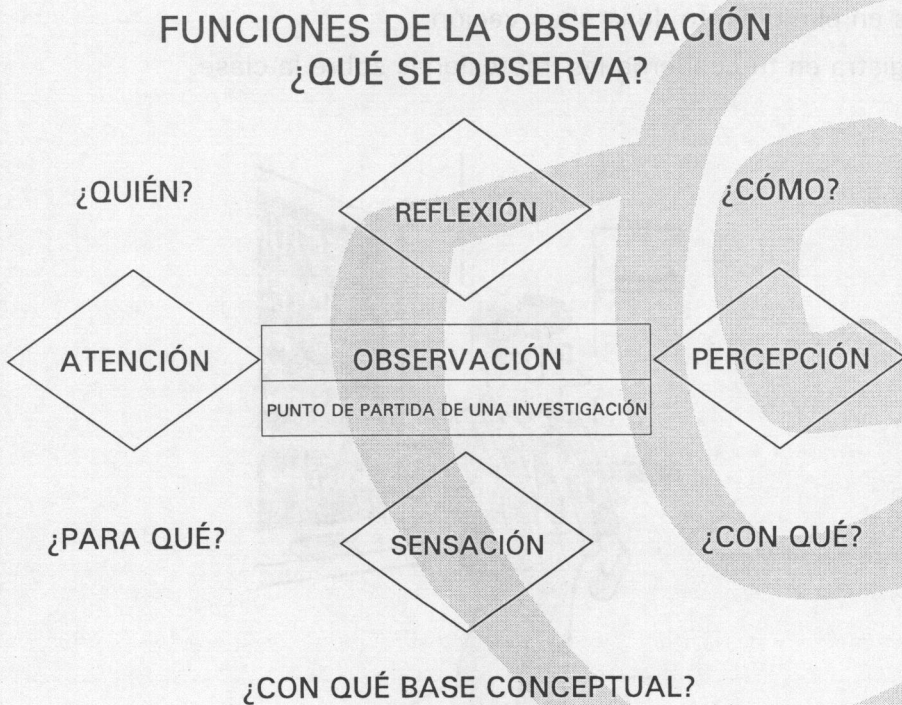 FUNCIONES DE LA OBSERVACIÓN
¿QUÉ SE OBSERVA?
¿QUIÉN?
REFLEXIÓN
¿CÓMO?
ATENCIÓN
OBSERVACIÓN
PERCEPCIÓN
PUNTO DE PARTIDA DE UNA INVESTIGACIÓN
¿PARA QUÉ?
SENSACIÓN
¿CON QUÉ?
¿CON QUÉ BASE CONCEPTUAL?